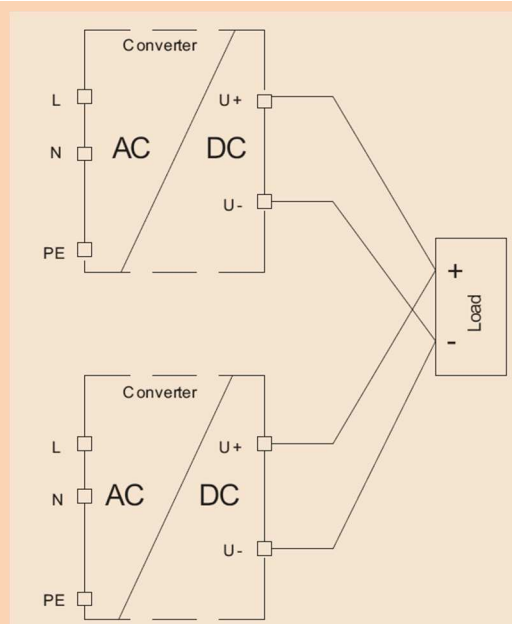 Converter
L
U+
N
AC
DC
U-
PE
+
Load
-
Converter
L
U+
N
AC
DC
U-
PE